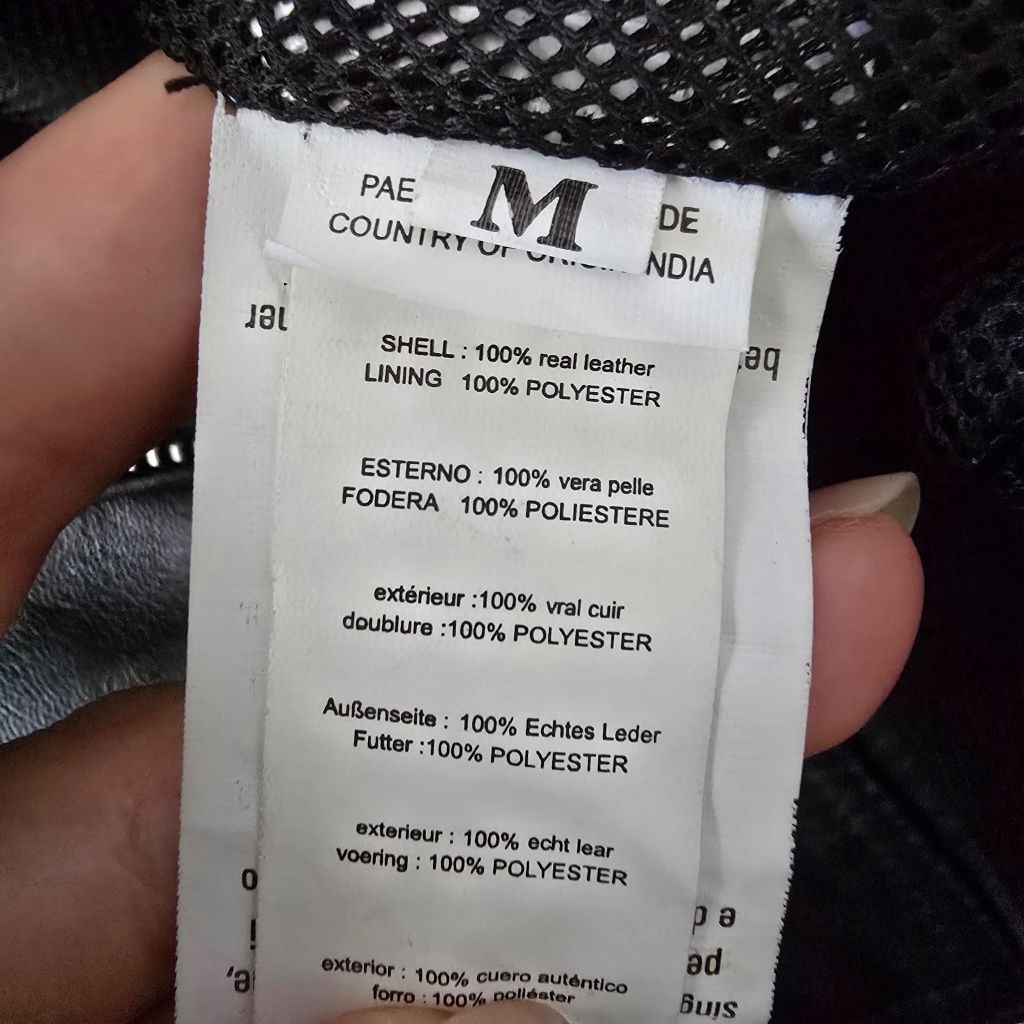 M
PAE DE
COUNTRY OF ORIGIN INDIA
SHELL : 100% real leather
LINING 100% POLYESTER
ESTERNO : 100% vera pelle
FODERA 100% POLIESTERE
extérieur :100% vral cuir
doublure :100% POLYESTER
Außenseite : 100% Echtes Leder
Futter :100% POLYESTER
exterieur : 100% echt lear
voering : 100% POLYESTER
exterior : 100% cuero auténtico
forro : 100% poliéster